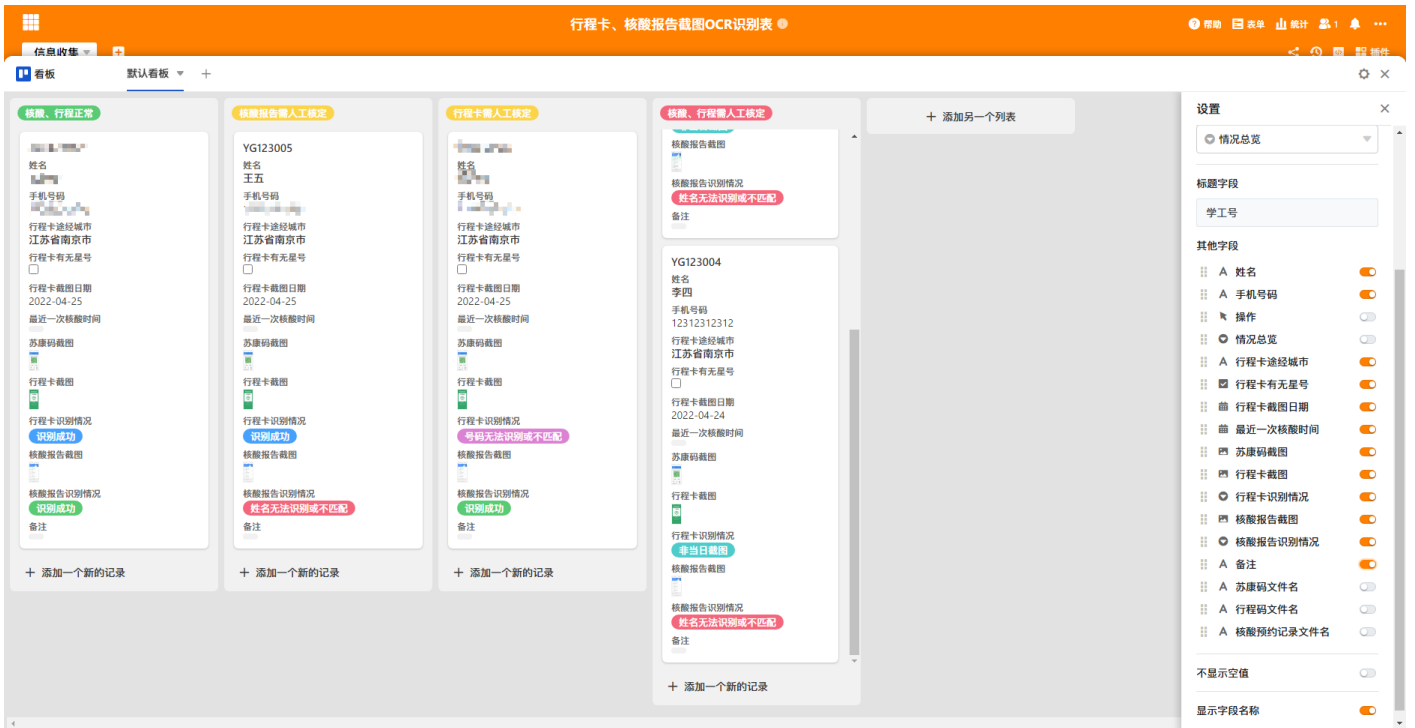 行程卡、核酸报告截图OCR识别表
帮助 表单 统计 1
信息收集
插件
看板
默认看板
核酸、行程正常
姓名
手机号码
行程卡途经城市
江苏省南京市
行程卡有无星号
行程卡截图日期
2022-04-25
最近一次核酸时间
苏康码截图
行程卡截图
行程卡识别情况
识别成功
核酸报告截图
核酸报告识别情况
识别成功
备注
添加一个新的记录
核酸报告需人工核定
YG123005
姓名
王五
手机号码
行程卡途经城市
江苏省南京市
行程卡有无星号
行程卡截图日期
2022-04-25
最近一次核酸时间
苏康码截图
行程卡截图
行程卡识别情况
识别成功
核酸报告截图
核酸报告识别情况
姓名无法识别或不匹配
备注
添加一个新的记录
行程卡需人工核定
姓名
手机号码
行程卡途经城市
江苏省南京市
行程卡有无星号
行程卡截图日期
2022-04-25
最近一次核酸时间
苏康码截图
行程卡截图
行程卡识别情况
号码无法识别或不匹配
核酸报告截图
核酸报告识别情况
识别成功
备注
添加一个新的记录
核酸、行程需人工核定
核酸报告截图
核酸报告识别情况
姓名无法识别或不匹配
备注
YG123004
姓名
李四
手机号码
12312312312
行程卡途经城市
江苏省南京市
行程卡有无星号
行程卡截图日期
2022-04-24
最近一次核酸时间
苏康码截图
行程卡截图
行程卡识别情况
非当日截图
核酸报告截图
核酸报告识别情况
姓名无法识别或不匹配
备注
添加一个新的记录
添加另一个列表
设置
情况总览
标题字段
学工号
其他字段
姓名
手机号码
操作
情况总览
行程卡途经城市
行程卡有无星号
行程卡截图日期
最近一次核酸时间
苏康码截图
行程卡截图
行程卡识别情况
核酸报告截图
核酸报告识别情况
备注
苏康码文件名
行程码文件名
核酸预约记录文件名
不显示空值
显示字段名称